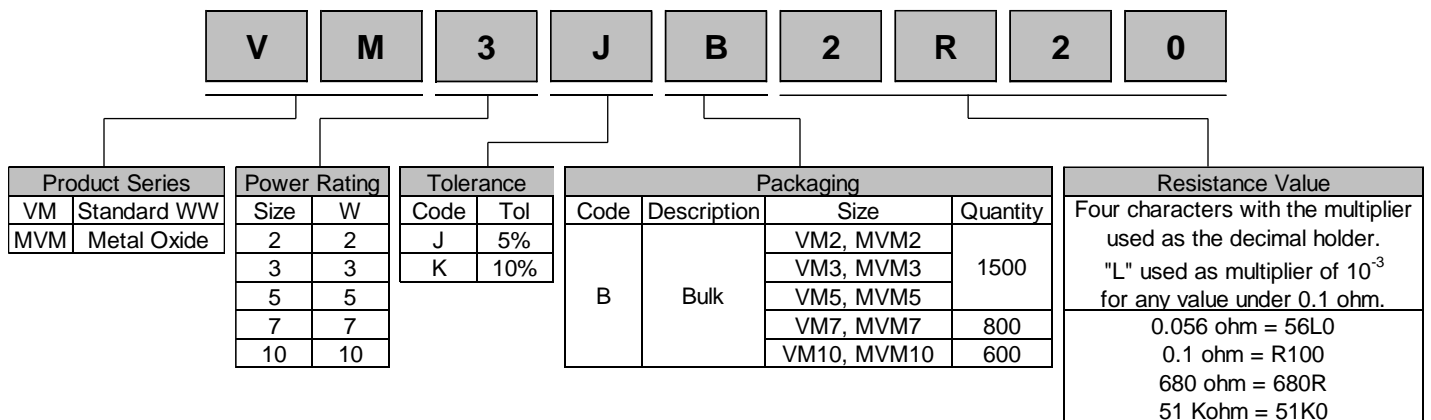 V M 3 J B 2 R 2 0
Product Series
VM Standard WW
MVM Metal Oxide
Power Rating
Size W
2 2
3 3
5 5
7 7
10 10
Tolerance
Code Tol
J 5%
K 10%
Packaging
Code Description Size Quantity
B Bulk
VM2, MVM2
VM3, MVM3
VM5, MVM5
1500
VM7, MVM7 800
VM10, MVM10 600
Resistance Value
Four characters with the multiplier
used as the decimal holder.
"L" used as multiplier of 10⁻³
for any value under 0.1 ohm.
0.056 ohm = 56L0
0.1 ohm = R100
680 ohm = 680R
51 Kohm = 51K0